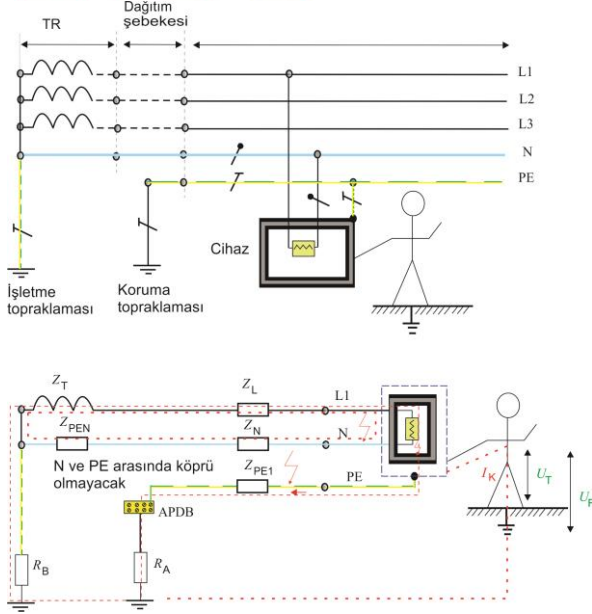 Dağıtım
şebekesi
TR
L1
L2
L3
N
PE
Cihaz
İşletme
topraklaması
Koruma
topraklaması
Z_T
Z_L
L1
Z_PEN
Z_N
N
N ve PE arasında köprü
olmayacak
Z_PE1
PE
APDB
I_K
U_T
R_B
R_A